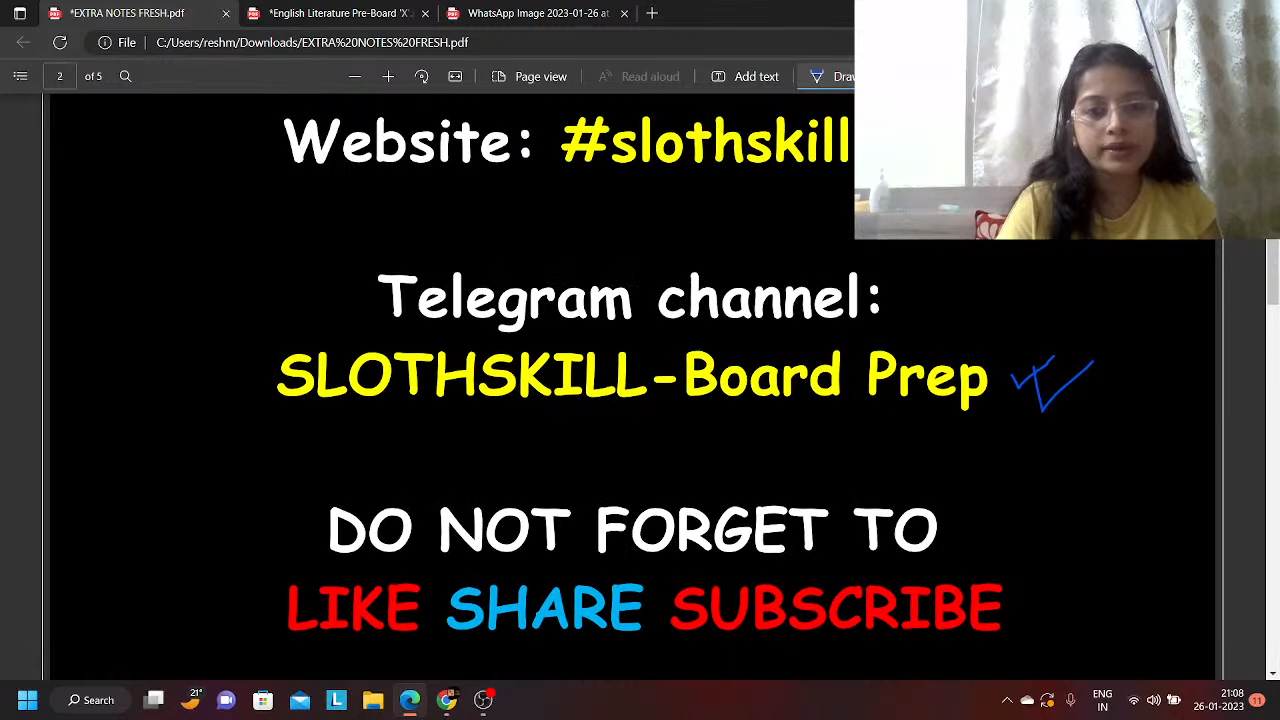 *EXTRA NOTES FRESH.pdf
*English Literature Pre-Board 'X'.
WhatsApp Image 2023-01-26 at
File
C:/Users/reshm/Downloads/EXTRA%20NOTES%20FRESH.pdf
2 of 5
Page view
Read aloud
Add text
Draw
Website: #slothskill
Telegram channel:
SLOTHSKILL-Board Prep
DO NOT FORGET TO
LIKE SHARE SUBSCRIBE
21°
Search
ENG
IN
21:08
26-01-2023
11